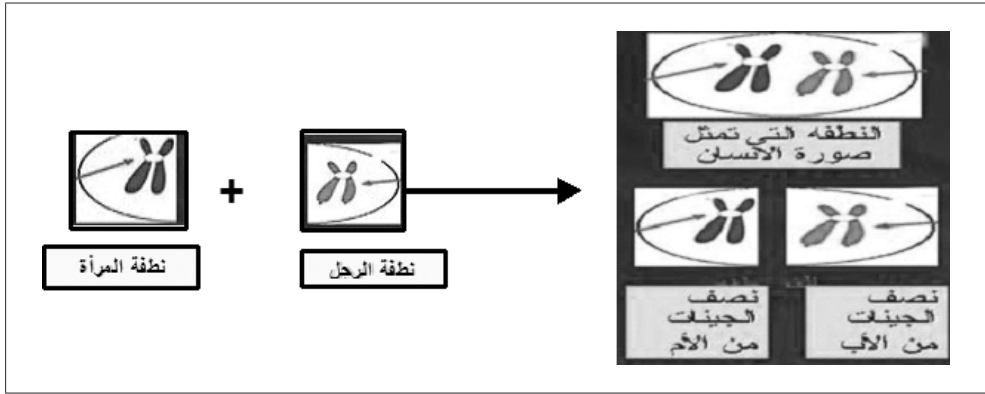 نطفة المرأة
+
نطفة الرجل
النطفه التي تمثل
صورة الانسان
نصف
الجينات
من الأم
نصف
الجينات
من الأب